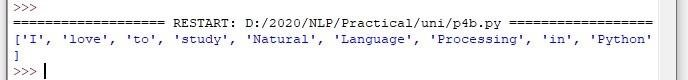 >>>
=================== RESTART: D:/2020/NLP/Practical/uni/p4b.py ==================
['I', 'love', 'to', 'study', 'Natural', 'Language', 'Processing', 'in', 'Python'
]
>>>